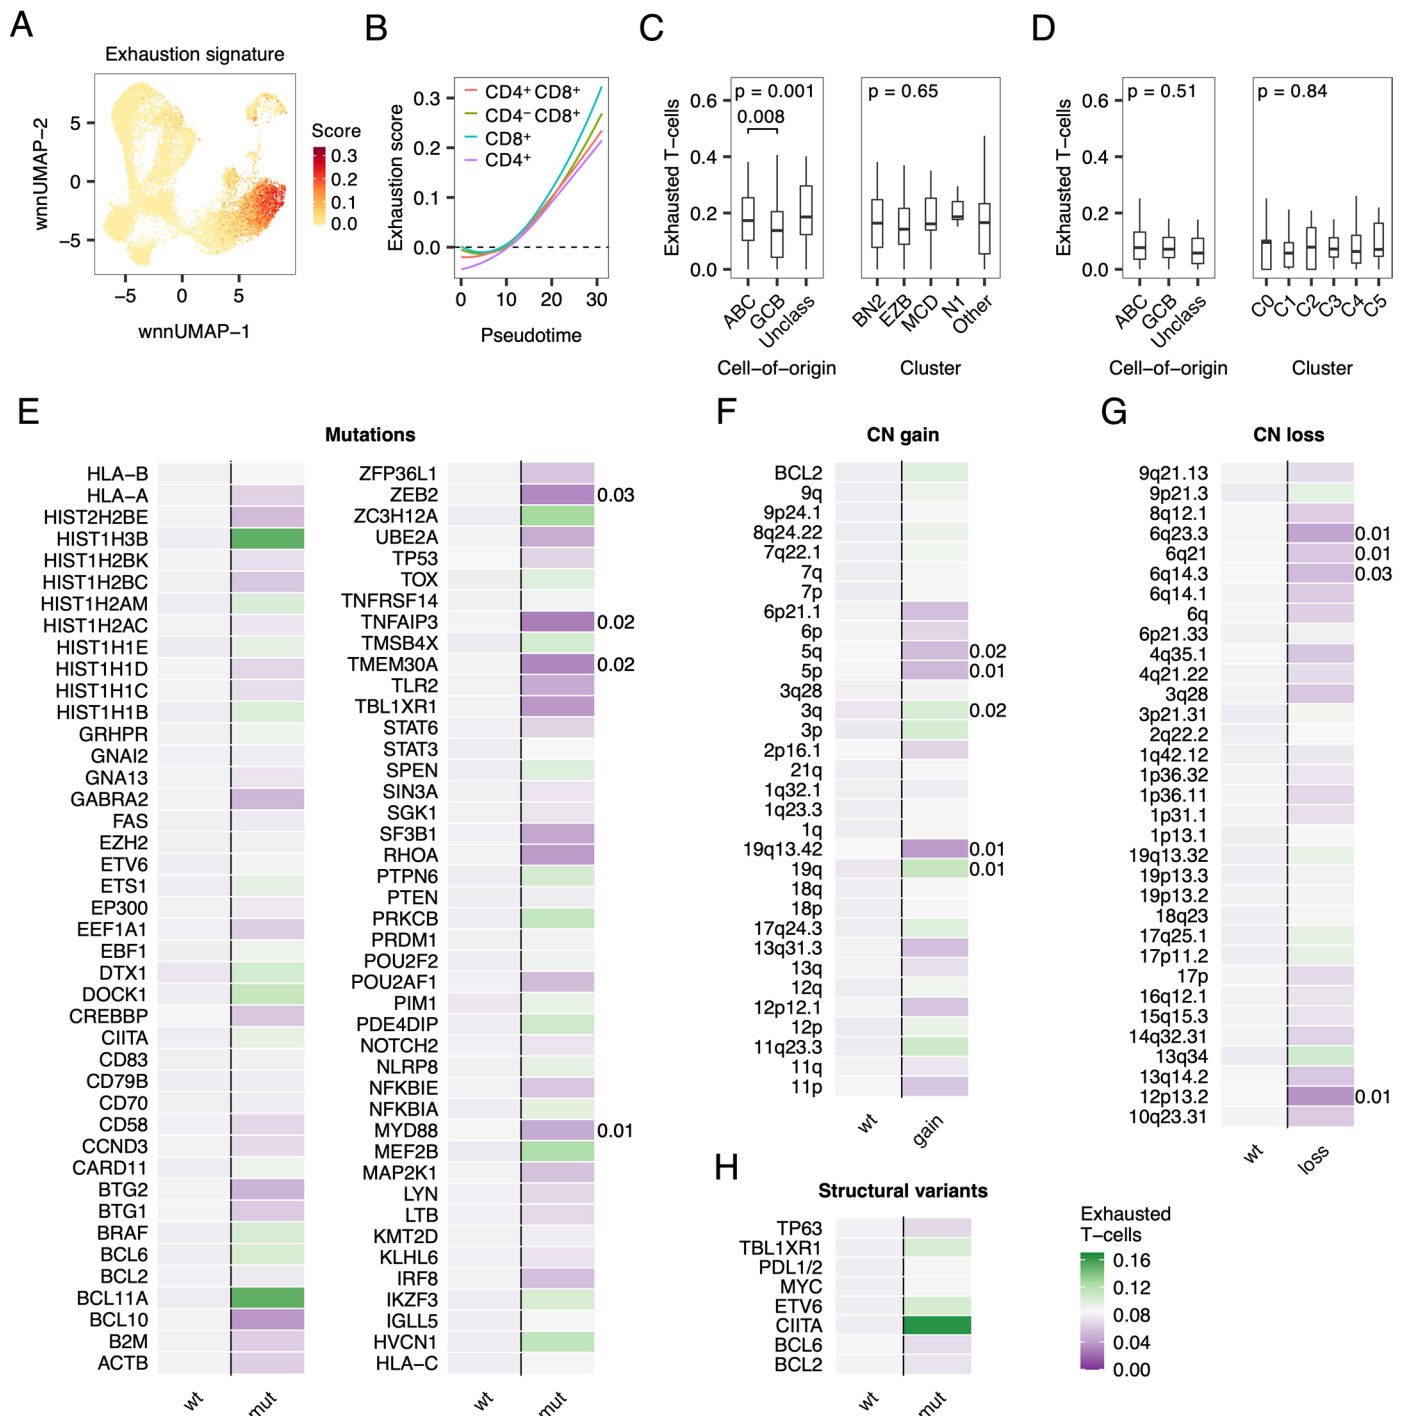 A
Exhaustion signature
wnnUMAP−2
5
0
−5
−5
0
5
wnnUMAP−1
Score
0.3
0.2
0.1
0.0
B
Exhaustion score
0.3
0.2
0.1
0.0
CD4+ CD8+
CD4− CD8+
CD8+
CD4+
0
10
20
30
Pseudotime
C
Exhausted T−cells
0.6
0.4
0.2
0.0
p = 0.001
0.008
ABC
GCB
Unclass
Cell−of−origin
p = 0.65
BN2
EZB
MCD
N1
Other
Cluster
D
Exhausted T−cells
0.6
0.4
0.2
0.0
p = 0.51
ABC
GCB
Unclass
Cell−of−origin
p = 0.84
C0
C1
C2
C3
C4
C5
Cluster
E
Mutations
HLA−B
HLA−A
HIST2H2BE
HIST1H3B
HIST1H2BK
HIST1H2BC
HIST1H2AM
HIST1H2AC
HIST1H1E
HIST1H1D
HIST1H1C
HIST1H1B
GRHPR
GNAI2
GNA13
GABRA2
FAS
EZH2
ETV6
ETS1
EP300
EEF1A1
EBF1
DTX1
DOCK1
CREBBP
CIITA
CD83
CD79B
CD70
CD58
CCND3
CARD11
BTG2
BTG1
BRAF
BCL6
BCL2
BCL11A
BCL10
B2M
ACTB
wt
mut
ZFP36L1
ZEB2 0.03
ZC3H12A
UBE2A
TP53
TOX
TNFRSF14
TNFAIP3 0.02
TMSB4X
TMEM30A 0.02
TLR2
TBL1XR1
STAT6
STAT3
SPEN
SIN3A
SGK1
SF3B1
RHOA
PTPN6
PTEN
PRKCB
PRDM1
POU2F2
POU2AF1
PIM1
PDE4DIP
NOTCH2
NLRP8
NFKBIE
NFKBIA
MYD88 0.01
MEF2B
MAP2K1
LYN
LTB
KMT2D
KLHL6
IRF8
IKZF3
IGLL5
HVCN1
HLA−C
wt
mut
F
CN gain
BCL2
9q
9p24.1
8q24.22
7q22.1
7q
7p
6p21.1
6p
5q 0.02
5p 0.01
3q28
3q 0.02
3p
2p16.1
21q
1q32.1
1q23.3
1q
19q13.42 0.01
19q 0.01
18q
18p
17q24.3
13q31.3
13q
12q
12p12.1
12p
11q23.3
11q
11p
wt
gain
G
CN loss
9q21.13
9p21.3
8q12.1
6q23.3 0.01
6q21 0.01
6q14.3 0.03
6q14.1
6q
6p21.33
4q35.1
4q21.22
3q28
3p21.31
2q22.2
1q42.12
1p36.32
1p36.11
1p31.1
1p13.1
19q13.32
19p13.3
19p13.2
18q23
17q25.1
17p11.2
17p
16q12.1
15q15.3
14q32.31
13q34
13q14.2
12p13.2 0.01
10q23.31
wt
loss
H
Structural variants
TP63
TBL1XR1
PDL1/2
MYC
ETV6
CIITA
BCL6
BCL2
wt
mut
Exhausted
T−cells
0.16
0.12
0.08
0.04
0.00